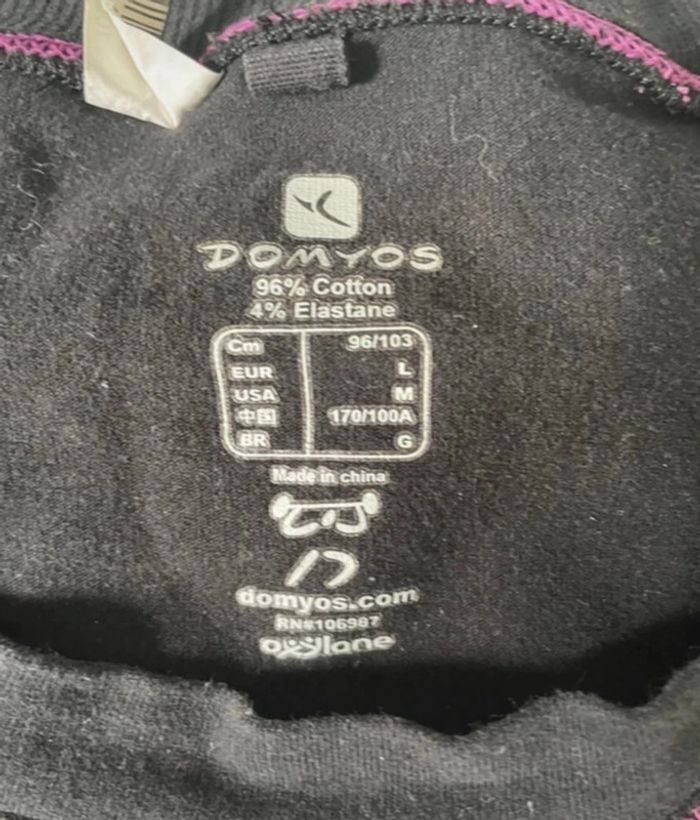 DOMYOS
96% Cotton
4% Elastane
Cm 96/103
EUR L
USA M
中国 170/100A
BR G
Made in china
domyos.com
RN#106987
oxylane